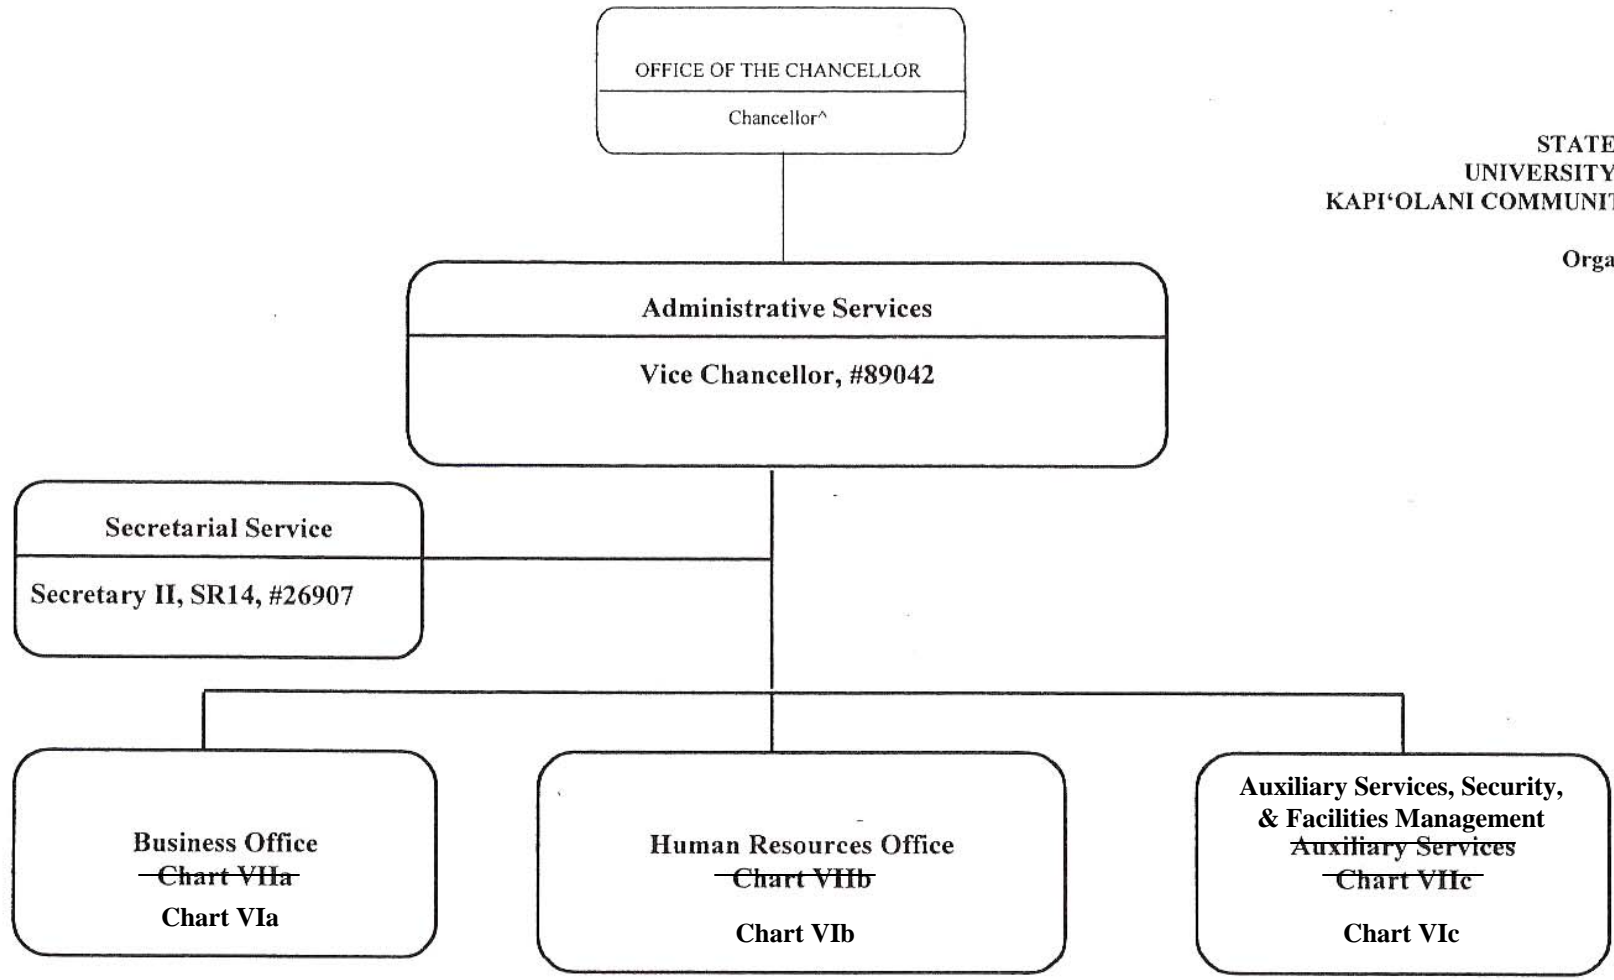 OFFICE OF THE CHANCELLOR
Chancellor^
STATE
UNIVERSITY
KAPI‘OLANI COMMUNIT
Orga
Administrative Services
Vice Chancellor, #89042
Secretarial Service
Secretary II, SR14, #26907
Business Office
Chart VIIa
Chart VIa
Human Resources Office
Chart VIIb
Chart VIb
Auxiliary Services, Security,
& Facilities Management
Auxiliary Services
Chart VIIc
Chart VIc